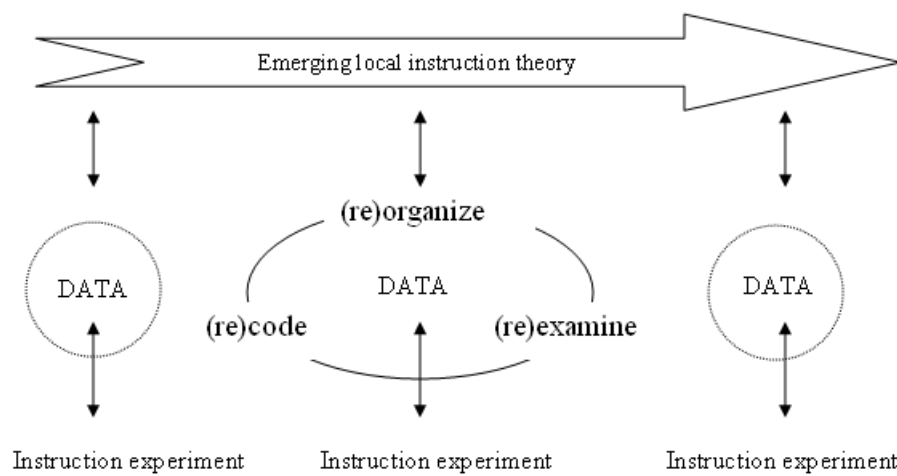 Emerging local instruction theory
(re)organize
DATA
DATA
DATA
(re)code
(re)examine
Instruction experiment
Instruction experiment
Instruction experiment